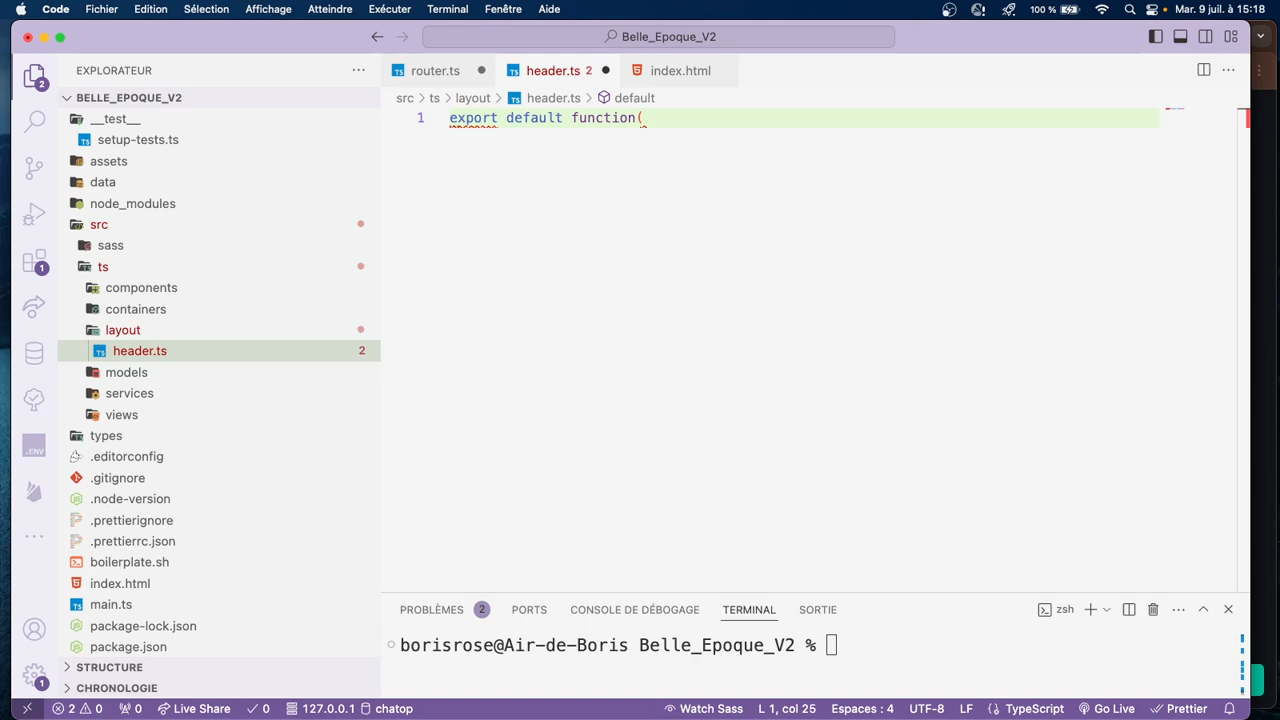 Code Fichier Édition Sélection Affichage Atteindre Exécuter Terminal Fenêtre Aide 100 % Mar. 9 juil. à 15:18
Belle_Epoque_V2
EXPLORATEUR
router.ts
header.ts 2
index.html
BELLE_EPOQUE_V2
src > ts > layout > header.ts > default
__test__
1 export default function(
setup-tests.ts
assets
data
node_modules
src
sass
ts
components
containers
layout
header.ts 2
models
services
views
types
.editorconfig
.gitignore
.node-version
.prettierignore
.prettierrc.json
boilerplate.sh
index.html
main.ts
package-lock.json
package.json
STRUCTURE
CHRONOLOGIE
2
1
.ENV
1
PROBLÈMES 2 PORTS CONSOLE DE DÉBOGAGE TERMINAL SORTIE zsh
borisrose@Air-de-Boris Belle_Epoque_V2 %
2 0 0 Live Share 0 127.0.0.1 chatop Watch Sass L 1, col 25 Espaces : 4 UTF-8 LF TypeScript Go Live Prettier